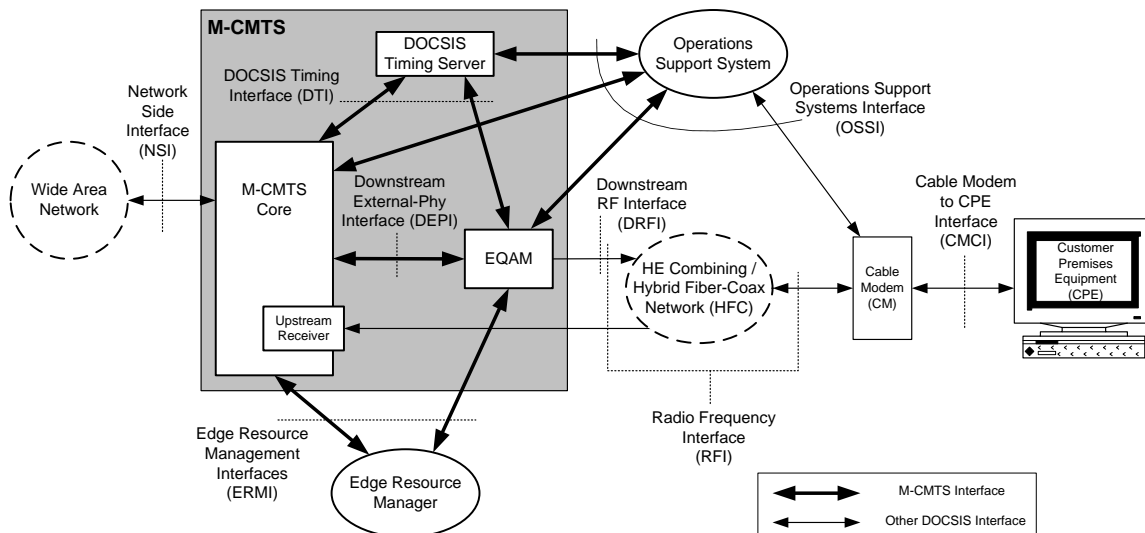 M-CMTS
DOCSIS
Timing Server
Operations
Support System
DOCSIS Timing
Interface (DTI)
Network
Side
Interface
(NSI)
Operations Support
Systems Interface
(OSSI)
Wide Area
Network
M-CMTS
Core
Downstream
External-Phy
Interface (DEPI)
EQAM
Downstream
RF Interface
(DRFI)
HE Combining /
Hybrid Fiber-Coax
Network (HFC)
Cable
Modem
(CM)
Cable Modem
to CPE
Interface
(CMCI)
Customer
Premises
Equipment
(CPE)
Upstream
Receiver
Radio Frequency
Interface
(RFI)
Edge Resource
Management
Interfaces
(ERMI)
Edge Resource
Manager
M-CMTS Interface
Other DOCSIS Interface